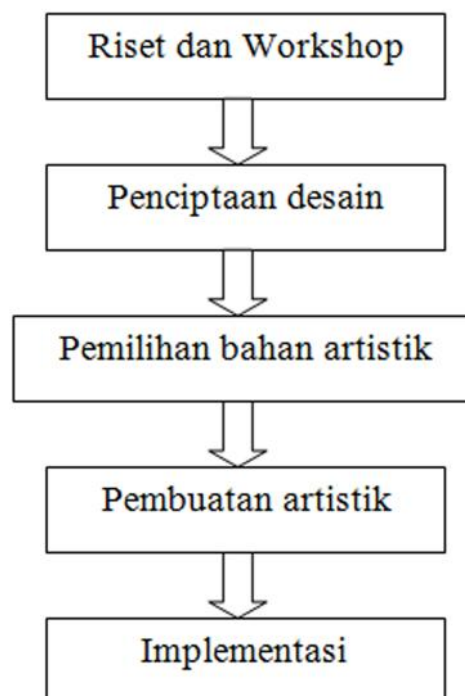 Riset dan Workshop
Penciptaan desain
Pemilihan bahan artistik
Pembuatan artistik
Implementasi